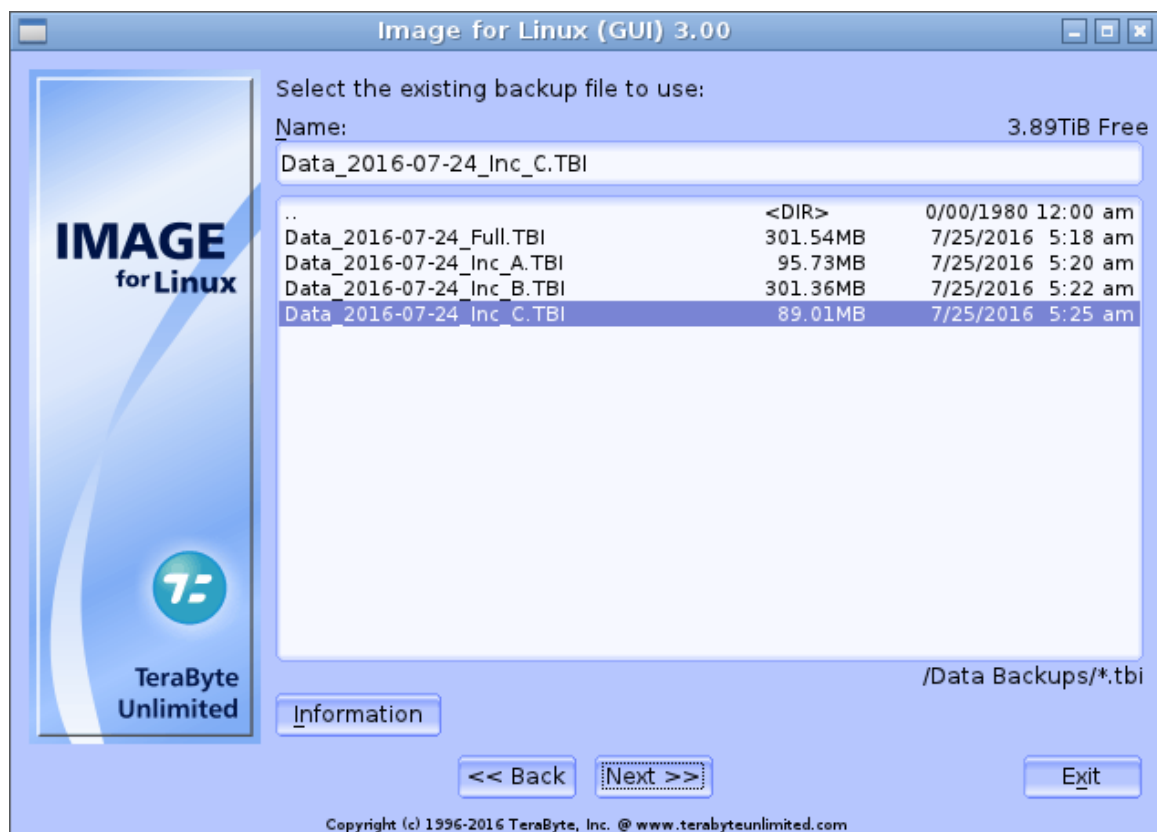 Image for Linux (GUI) 3.00
Select the existing backup file to use:
Name: 3.89TiB Free
Data_2016-07-24_Inc_C.TBI
.. <DIR> 0/00/1980 12:00 am
Data_2016-07-24_Full.TBI 301.54MB 7/25/2016 5:18 am
Data_2016-07-24_Inc_A.TBI 95.73MB 7/25/2016 5:20 am
Data_2016-07-24_Inc_B.TBI 301.36MB 7/25/2016 5:22 am
Data_2016-07-24_Inc_C.TBI 89.01MB 7/25/2016 5:25 am
IMAGE
for Linux
TeraByte
Unlimited
/Data Backups/*.tbi
Information
<< Back Next >> Exit
Copyright (c) 1996-2016 TeraByte, Inc. @ www.terabyteunlimited.com